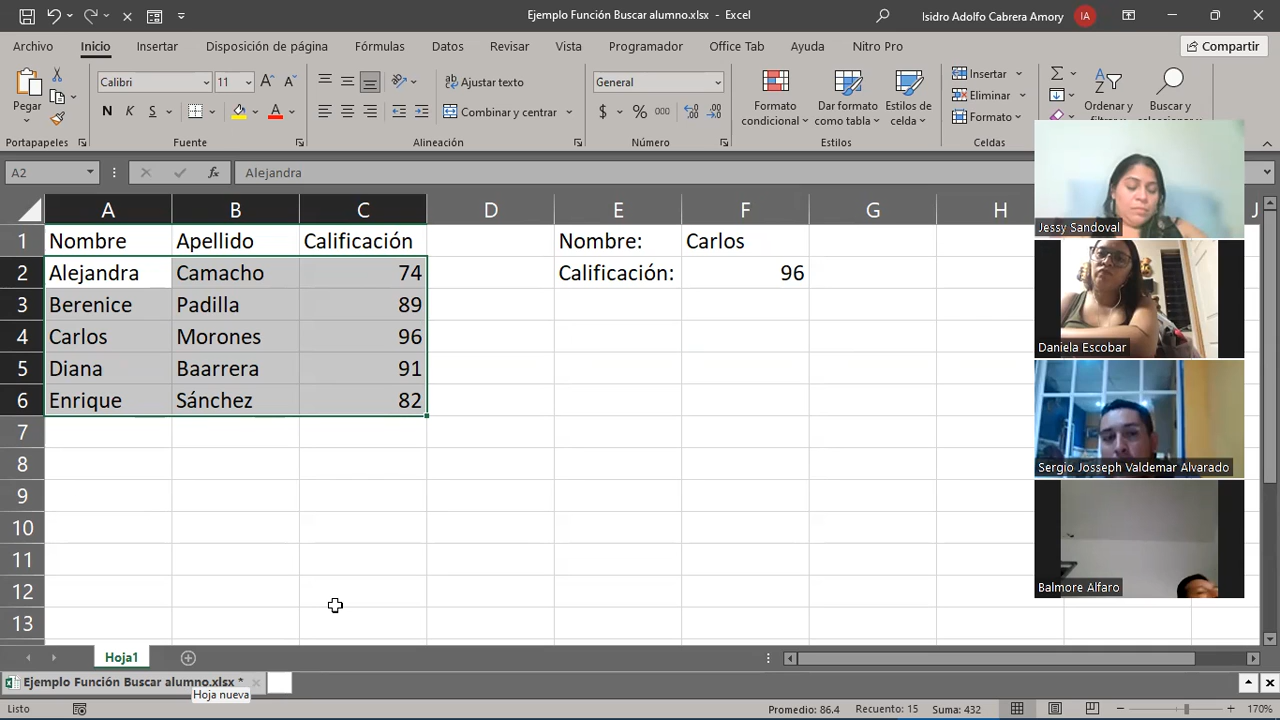 Ejemplo Función Buscar alumno.xlsx - Excel
Isidro Adolfo Cabrera Amory
IA
Archivo Inicio Insertar Disposición de página Fórmulas Datos Revisar Vista Programador Office Tab Ayuda Nitro Pro Compartir
Pegar
Calibri 11
N K S
Ajustar texto
Combinar y centrar
General
$ % 000
Formato condicional
Dar formato como tabla
Estilos de celda
Insertar
Eliminar
Formato
Ordenar y filtrar
Buscar y seleccionar
Portapapeles Fuente Alineación Número Estilos Celdas
A2 fx Alejandra
A B C D E F G H J
1 Nombre Apellido Calificación Nombre: Carlos
2 Alejandra Camacho 74 Calificación: 96
3 Berenice Padilla 89
4 Carlos Morones 96
5 Diana Baarrera 91
6 Enrique Sánchez 82
7
8
9
10
11
12
13
Jessy Sandoval
Daniela Escobar
Sergio Josseph Valdemar Alvarado
Balmore Alfaro
Hoja1
Ejemplo Función Buscar alumno.xlsx *
Hoja nueva
Listo Promedio: 86.4 Recuento: 15 Suma: 432 170%